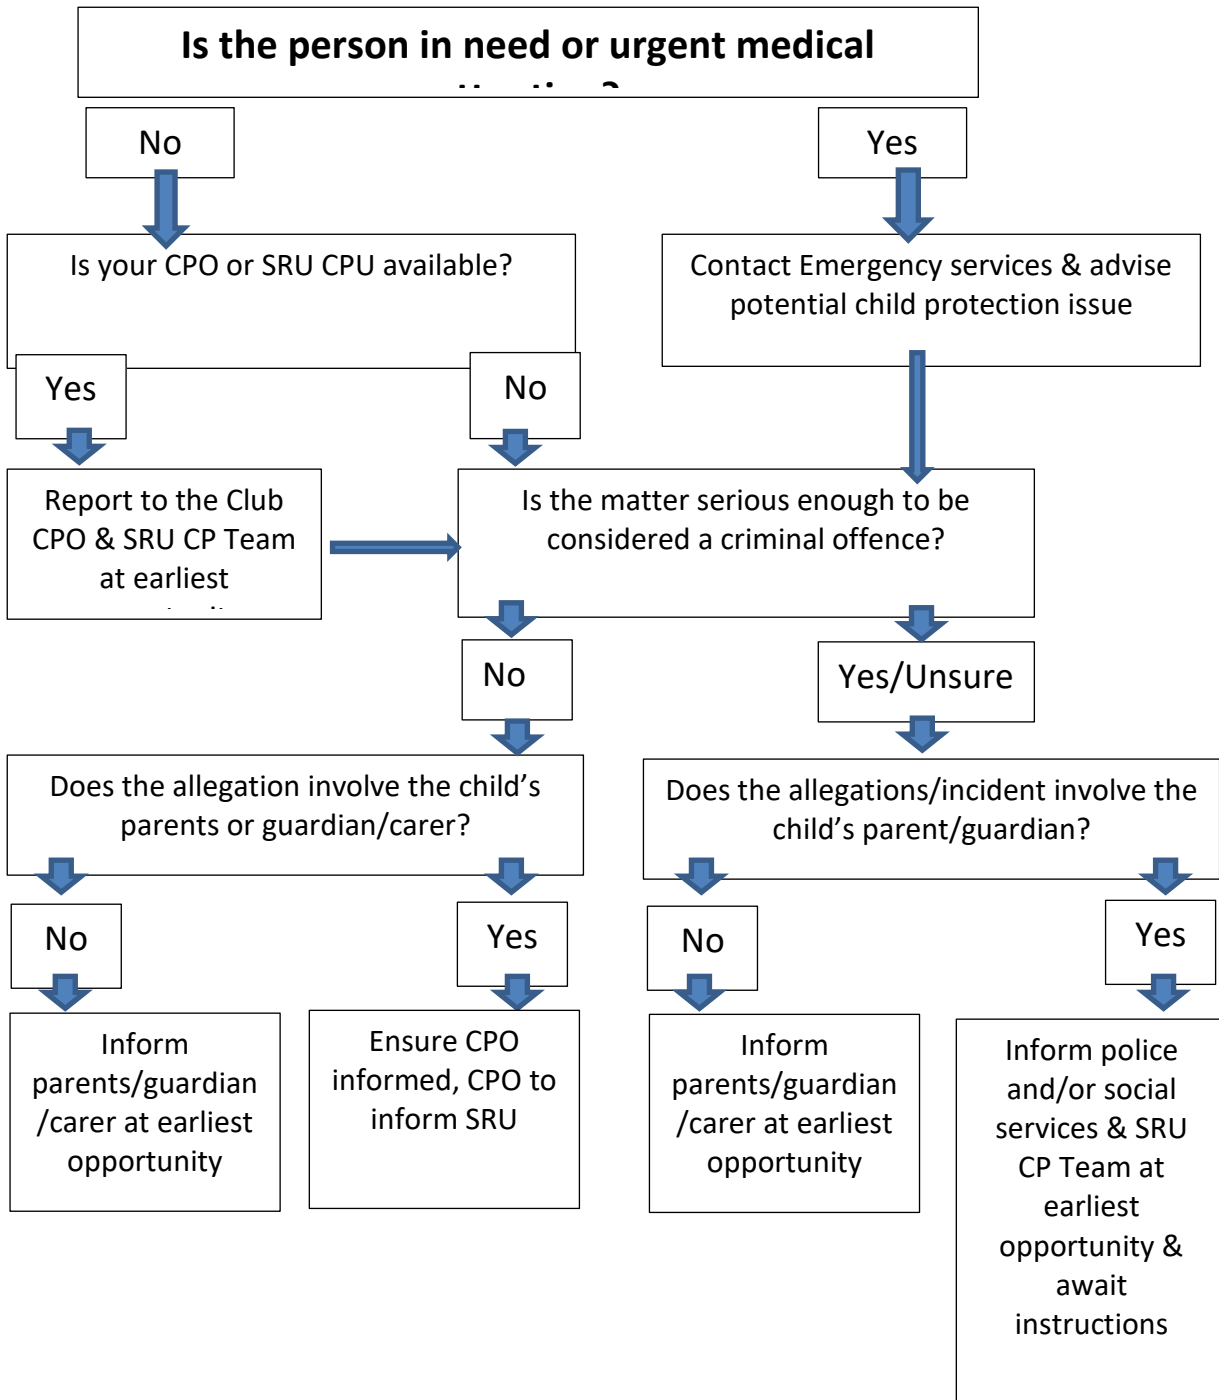 Is the person in need or urgent medical
No
Yes
Is your CPO or SRU CPU available?
Contact Emergency services & advise
potential child protection issue
Yes
No
Report to the Club
CPO & SRU CP Team
at earliest
Is the matter serious enough to be
considered a criminal offence?
No
Yes/Unsure
Does the allegation involve the child’s
parents or guardian/carer?
Does the allegations/incident involve the
child’s parent/guardian?
No
Yes
No
Yes
Inform
parents/guardian
/carer at earliest
opportunity
Ensure CPO
informed, CPO to
inform SRU
Inform
parents/guardian
/carer at earliest
opportunity
Inform police
and/or social
services & SRU
CP Team at
earliest
opportunity &
await
instructions